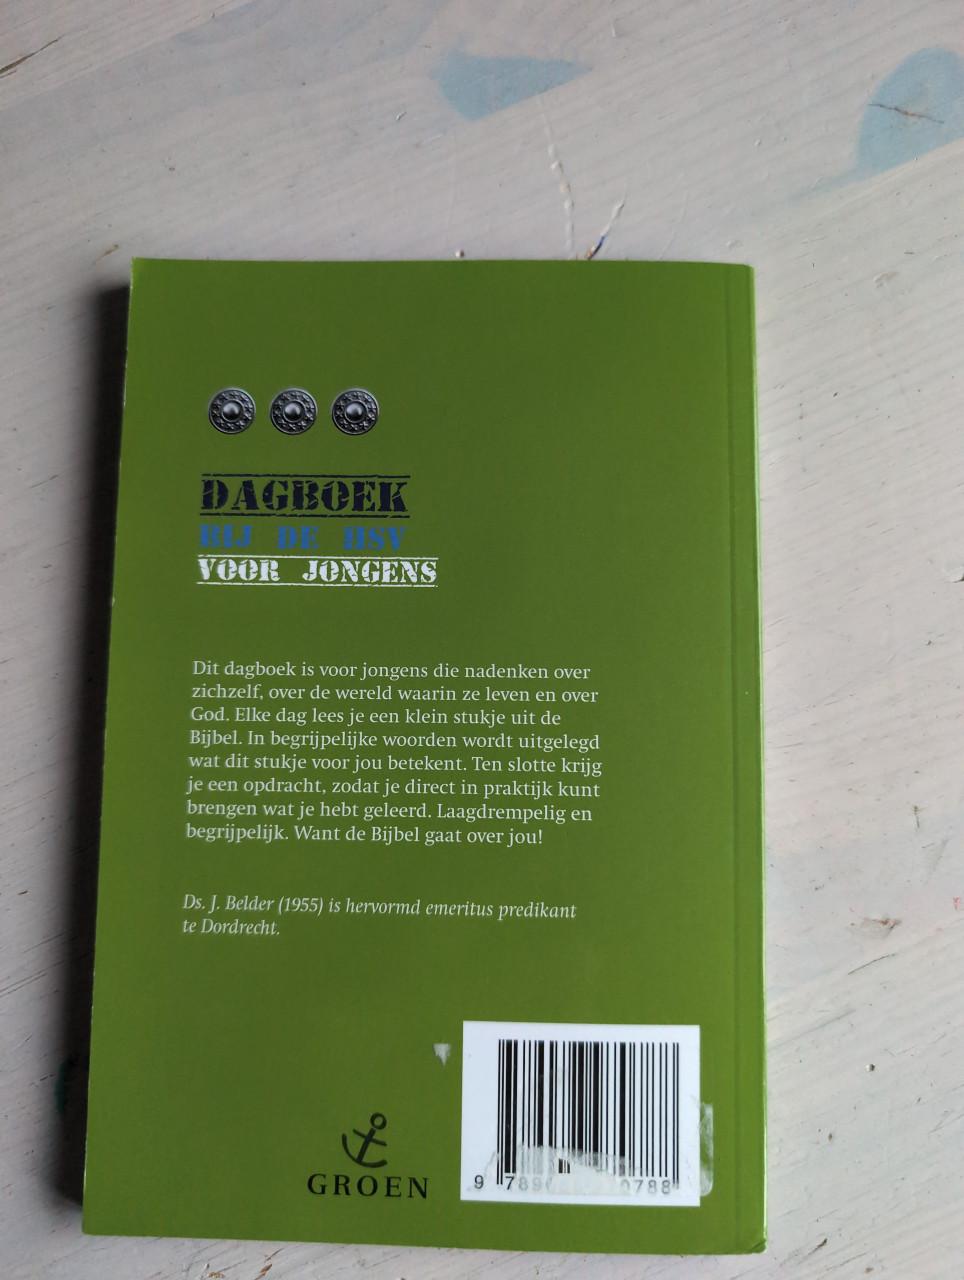 DAGBOEK
BIJ DE HSV
VOOR JONGENS
Dit dagboek is voor jongens die nadenken over
zichzelf, over de wereld waarin ze leven en over
God. Elke dag lees je een klein stukje uit de
Bijbel. In begrijpelijke woorden wordt uitgelegd
wat dit stukje voor jou betekent. Ten slotte krijg
je een opdracht, zodat je direct in praktijk kunt
brengen wat je hebt geleerd. Laagdrempelig en
begrijpelijk. Want de Bijbel gaat over jou!
Ds. J. Belder (1955) is hervormd emeritus predikant
te Dordrecht.
GROEN